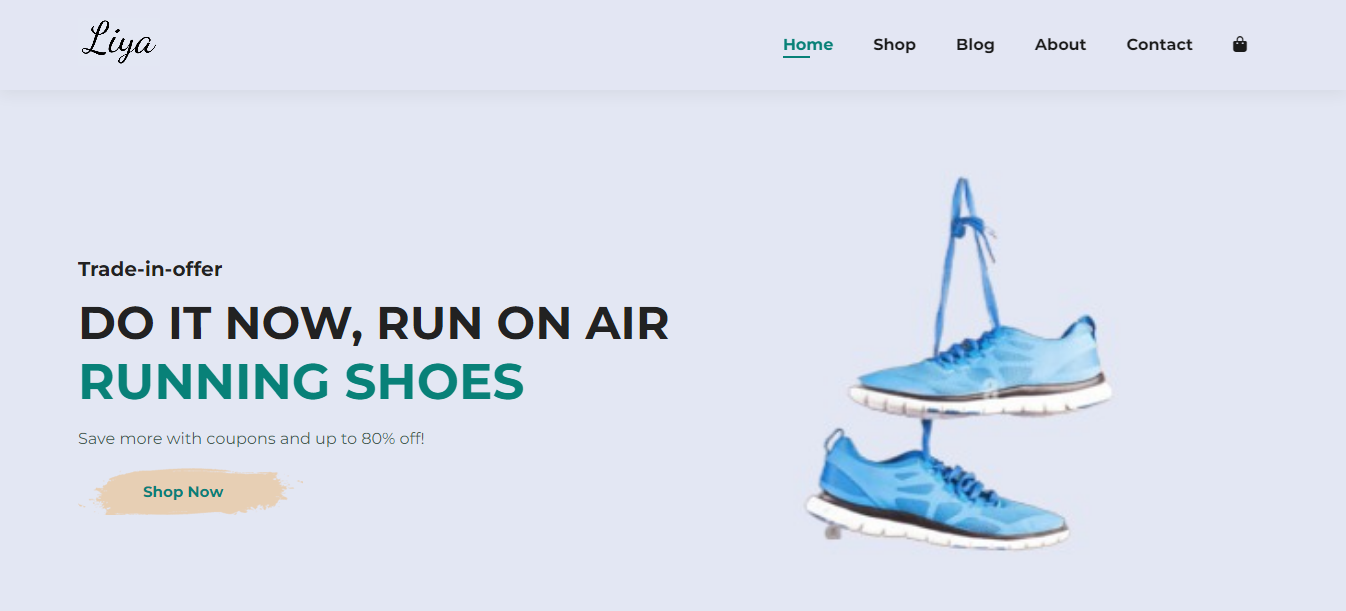 Liya
Home Shop Blog About Contact
Trade-in-offer
DO IT NOW, RUN ON AIR
RUNNING SHOES
Save more with coupons and up to 80% off!
Shop Now